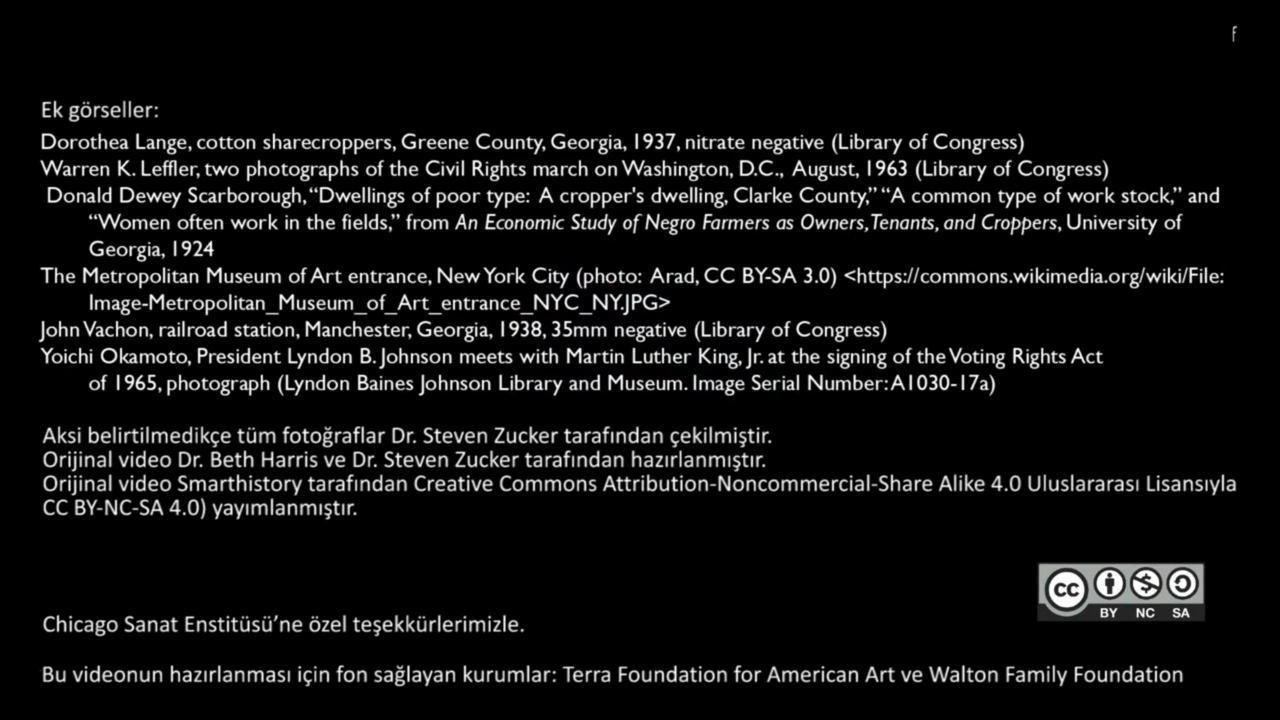 f
Ek görseller:
Dorothea Lange, cotton sharecroppers, Greene County, Georgia, 1937, nitrate negative (Library of Congress)
Warren K. Leffler, two photographs of the Civil Rights march on Washington, D.C., August, 1963 (Library of Congress)
Donald Dewey Scarborough, “Dwellings of poor type: A cropper's dwelling, Clarke County,” “A common type of work stock,” and
“Women often work in the fields,” from An Economic Study of Negro Farmers as Owners, Tenants, and Croppers, University of
Georgia, 1924
The Metropolitan Museum of Art entrance, New York City (photo: Arad, CC BY-SA 3.0) <https://commons.wikimedia.org/wiki/File:
Image-Metropolitan_Museum_of_Art_entrance_NYC_NY.JPG>
John Vachon, railroad station, Manchester, Georgia, 1938, 35mm negative (Library of Congress)
Yoichi Okamoto, President Lyndon B. Johnson meets with Martin Luther King, Jr. at the signing of the Voting Rights Act
of 1965, photograph (Lyndon Baines Johnson Library and Museum. Image Serial Number: A1030-17a)
Aksi belirtilmedikçe tüm fotoğraflar Dr. Steven Zucker tarafından çekilmiştir.
Orijinal video Dr. Beth Harris ve Dr. Steven Zucker tarafından hazırlanmıştır.
Orijinal video Smarthistory tarafından Creative Commons Attribution-Noncommercial-Share Alike 4.0 Uluslararası Lisansıyla
CC BY-NC-SA 4.0) yayımlanmıştır.
cc
BY NC SA
Chicago Sanat Enstitüsü’ne özel teşekkürlerimizle.
Bu videonun hazırlanması için fon sağlayan kurumlar: Terra Foundation for American Art ve Walton Family Foundation